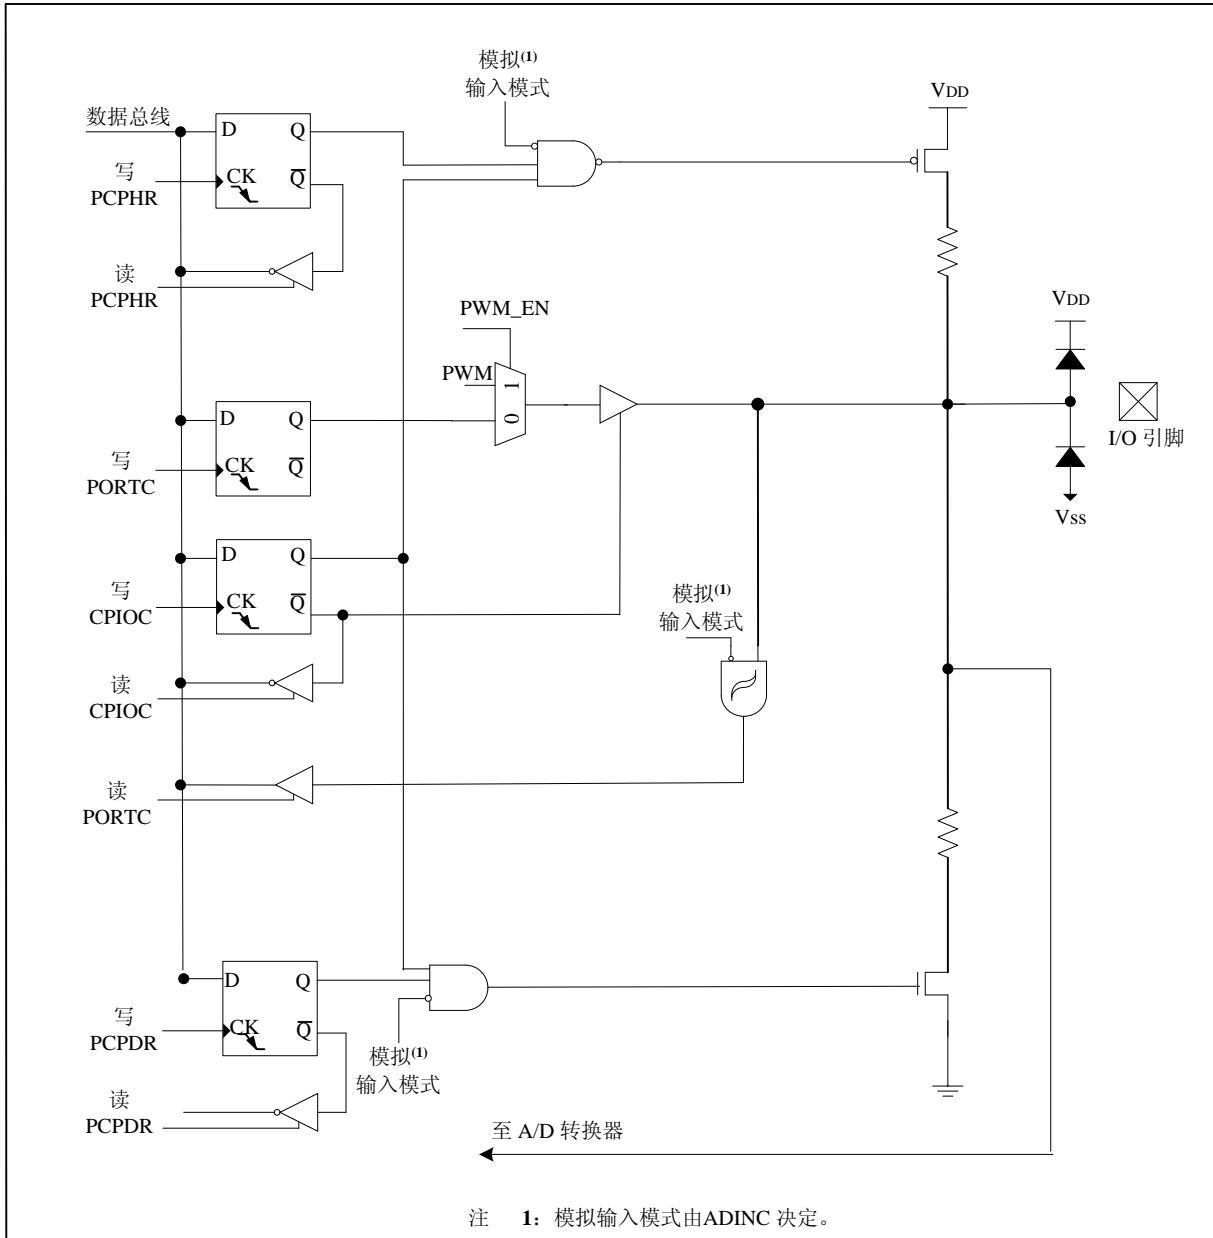 模拟(1)
输入模式
VDD
数据总线
D Q
写
PCPHR
CK Q
读
PCPHR
VDD
PWM_EN
PWM
1
0
I/O 引脚
D Q
写
PORTC
CK Q
VSS
D Q
写
CPIOC
CK Q
模拟(1)
输入模式
读
CPIOC
读
PORTC
D Q
写
PCPDR
CK Q
模拟(1)
输入模式
读
PCPDR
至 A/D 转换器
注 1：模拟输入模式由ADINC 决定。